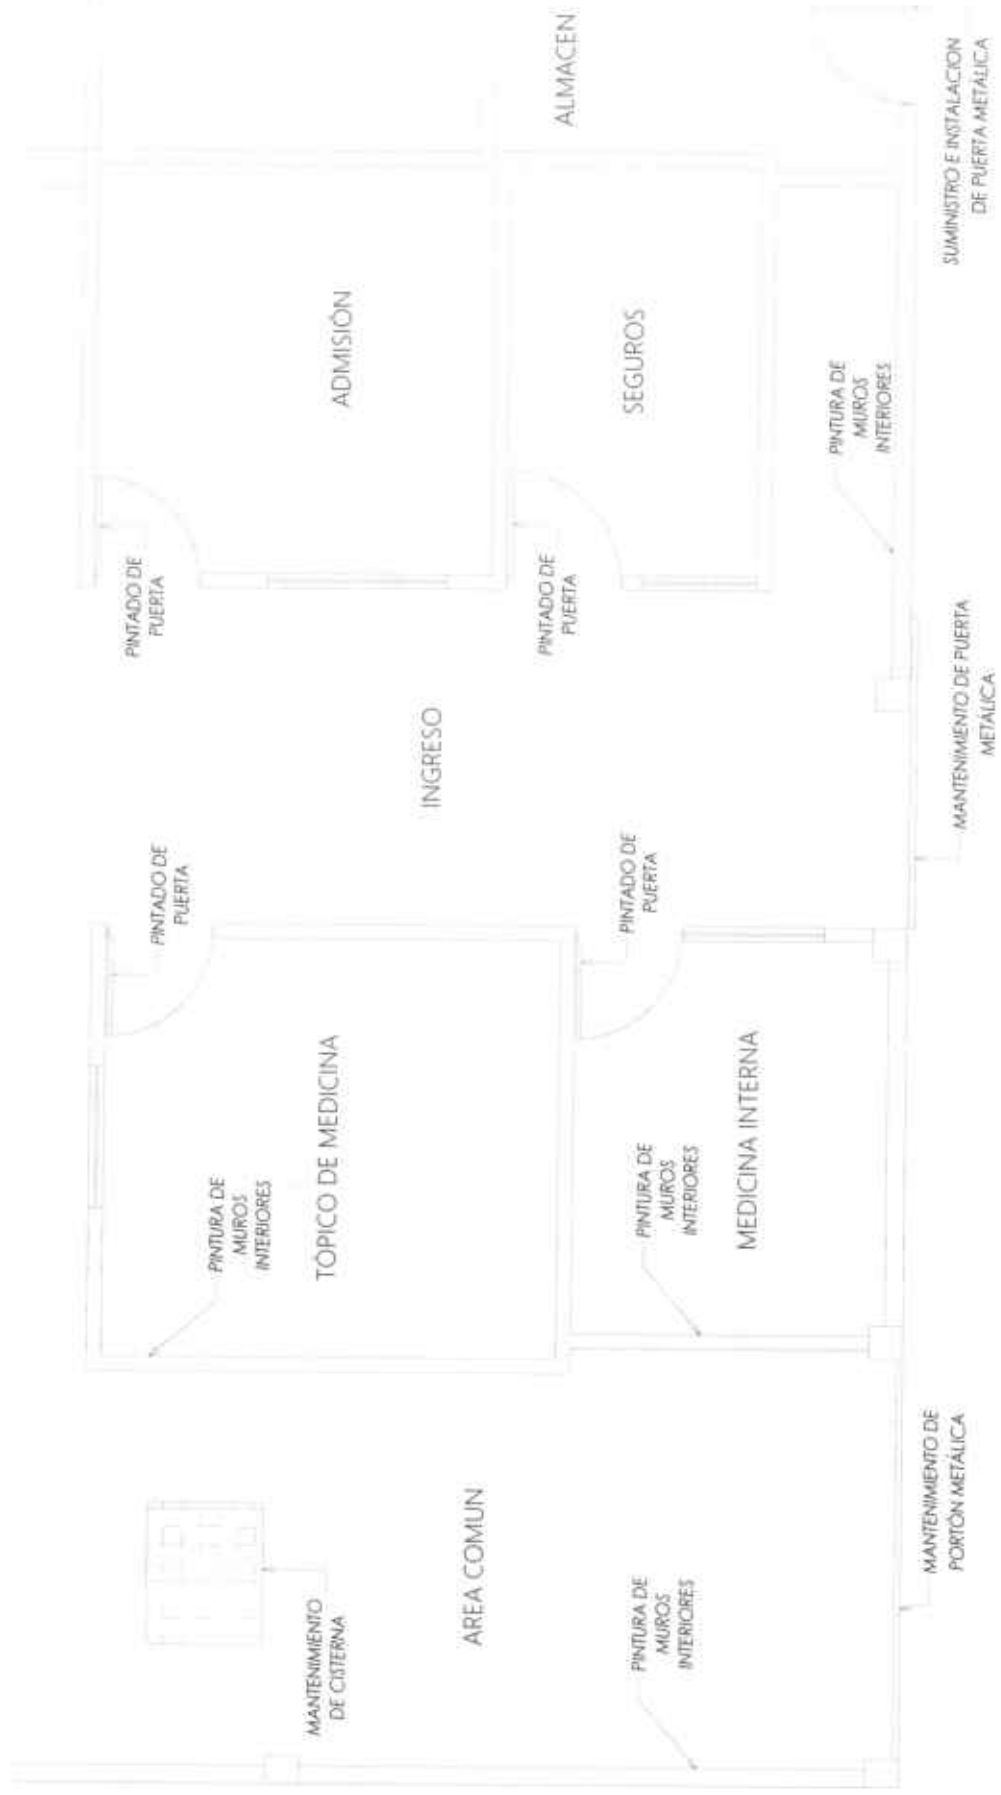 PINTADO DE
PUERTA
PINTADO DE
PUERTA
PINTURA DE
MUROS
INTERIORES
MANTENIMIENTO
DE CISTERNA
TÓPICO DE MEDICINA
ADMISIÓN
INGRESO
AREA COMUN
PINTADO DE
PUERTA
ALMACEN
PINTADO DE
PUERTA
SEGUROS
PINTURA DE
MUROS
INTERIORES
PINTURA DE
MUROS
INTERIORES
MEDICINA INTERNA
PINTURA DE
MUROS
INTERIORES
MANTENIMIENTO DE
PORTÓN METÁLICA
MANTENIMIENTO DE PUERTA
METÁLICA
SUMINISTRO E INSTALACION
DE PUERTA METÁLICA